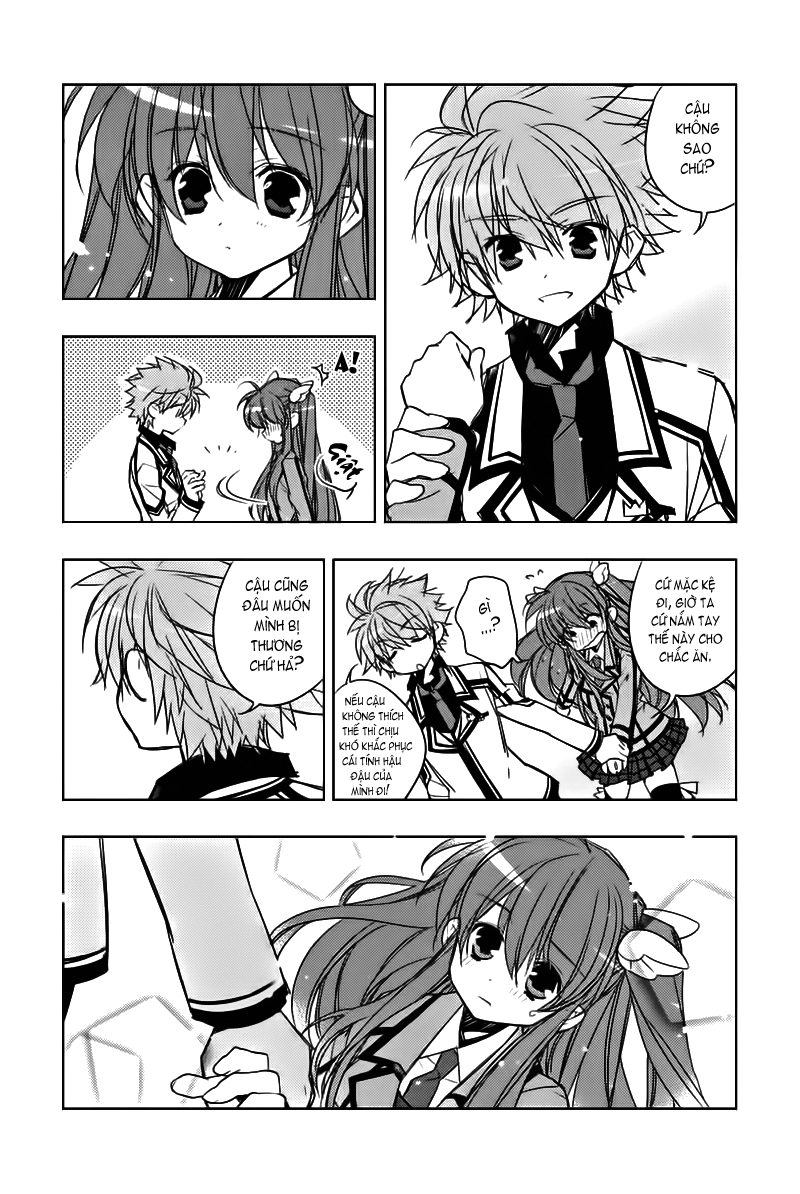 CẬU
KHÔNG
SAO
CHỨ?
A!
GIẬT
CỨ MẶC KỆ
ĐI, GIỜ TA
CỨ NẮM TAY
THẾ NÀY CHO
CHẮC ĂN.
GÌ
...?
NẾU CẬU
KHÔNG THÍCH
THẾ THÌ CHỊU
KHÓ KHẮC PHỤC
CÁI TÍNH HẬU
ĐẬU CỦA
MÌNH ĐI!
CẬU CŨNG
ĐÂU MUỐN
MÌNH BỊ
THƯƠNG
CHỨ HẢ?